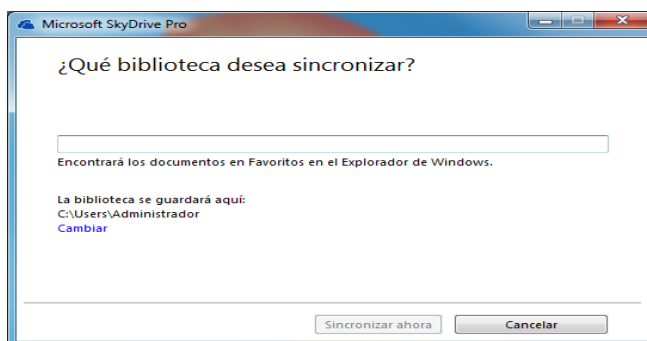 Microsoft SkyDrive Pro
¿Qué biblioteca desea sincronizar?
Encontrará los documentos en Favoritos en el Explorador de Windows.
La biblioteca se guardará aquí:
C:\Users\Administrador
Cambiar
Sincronizar ahora
Cancelar